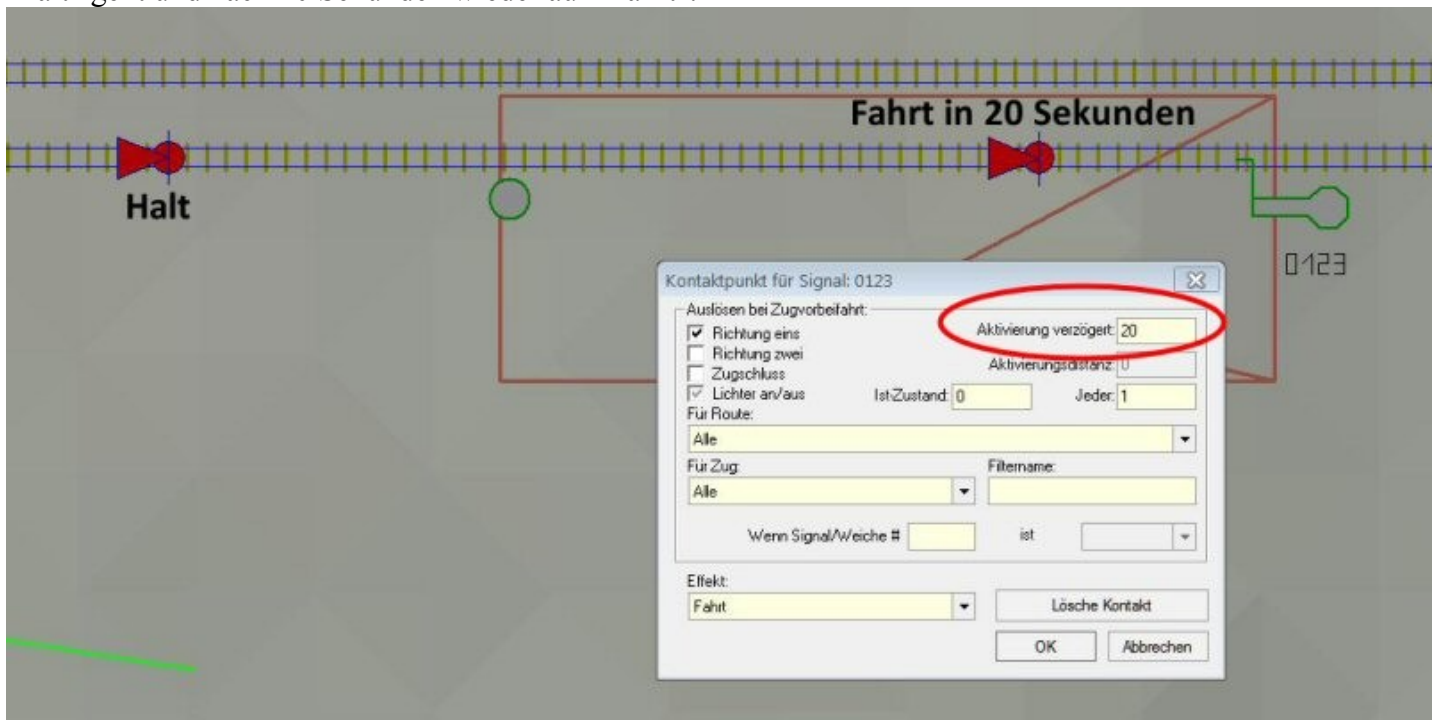 Fahrt in 20 Sekunden
Halt
0123
Kontaktpunkt für Signal: 0123
Auslösen bei Zugvorbeifahrt:
Richtung eins
Aktivierung verzögert: 20
Richtung zwei
Aktivierungsdistanz: 0
Zugschluss
Lichter an/aus Ist-Zustand: 0 Jeder: 1
Für Route:
Alle
Für Zug: Filtername:
Alle
Wenn Signal/Weiche # ist
Effekt:
Fahrt Lösche Kontakt
OK Abbrechen